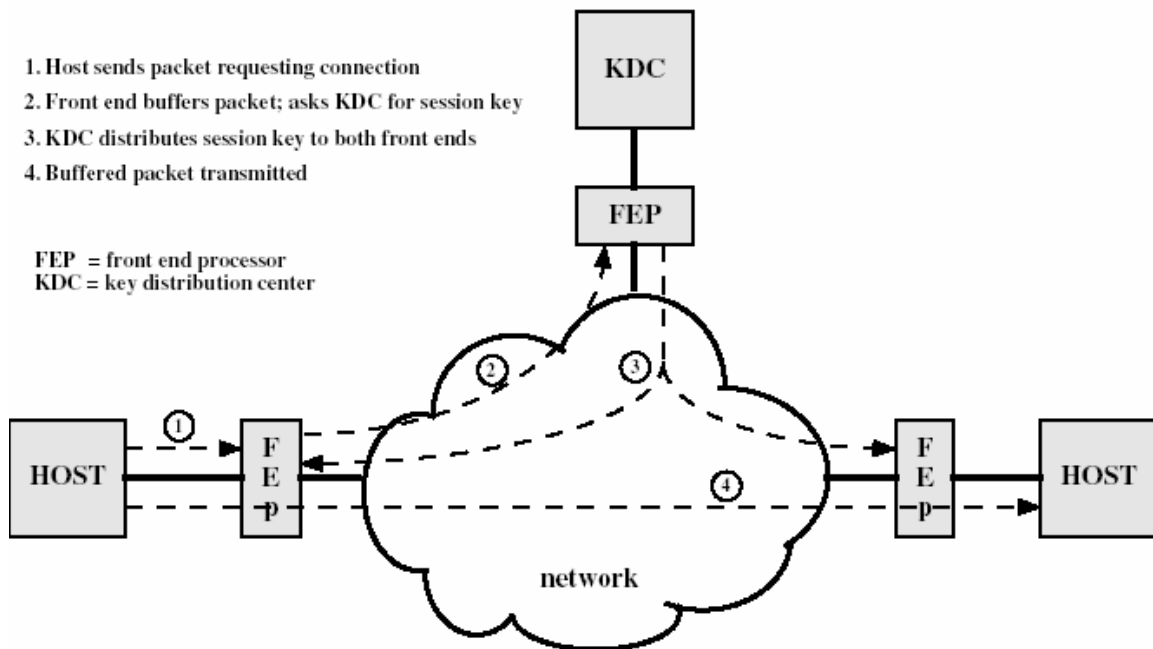 1. Host sends packet requesting connection
2. Front end buffers packet; asks KDC for session key
3. KDC distributes session key to both front ends
4. Buffered packet transmitted
FEP = front end processor
KDC = key distribution center
KDC
FEP
2
3
1
HOST
F
E
p
F
E
p
HOST
4
network